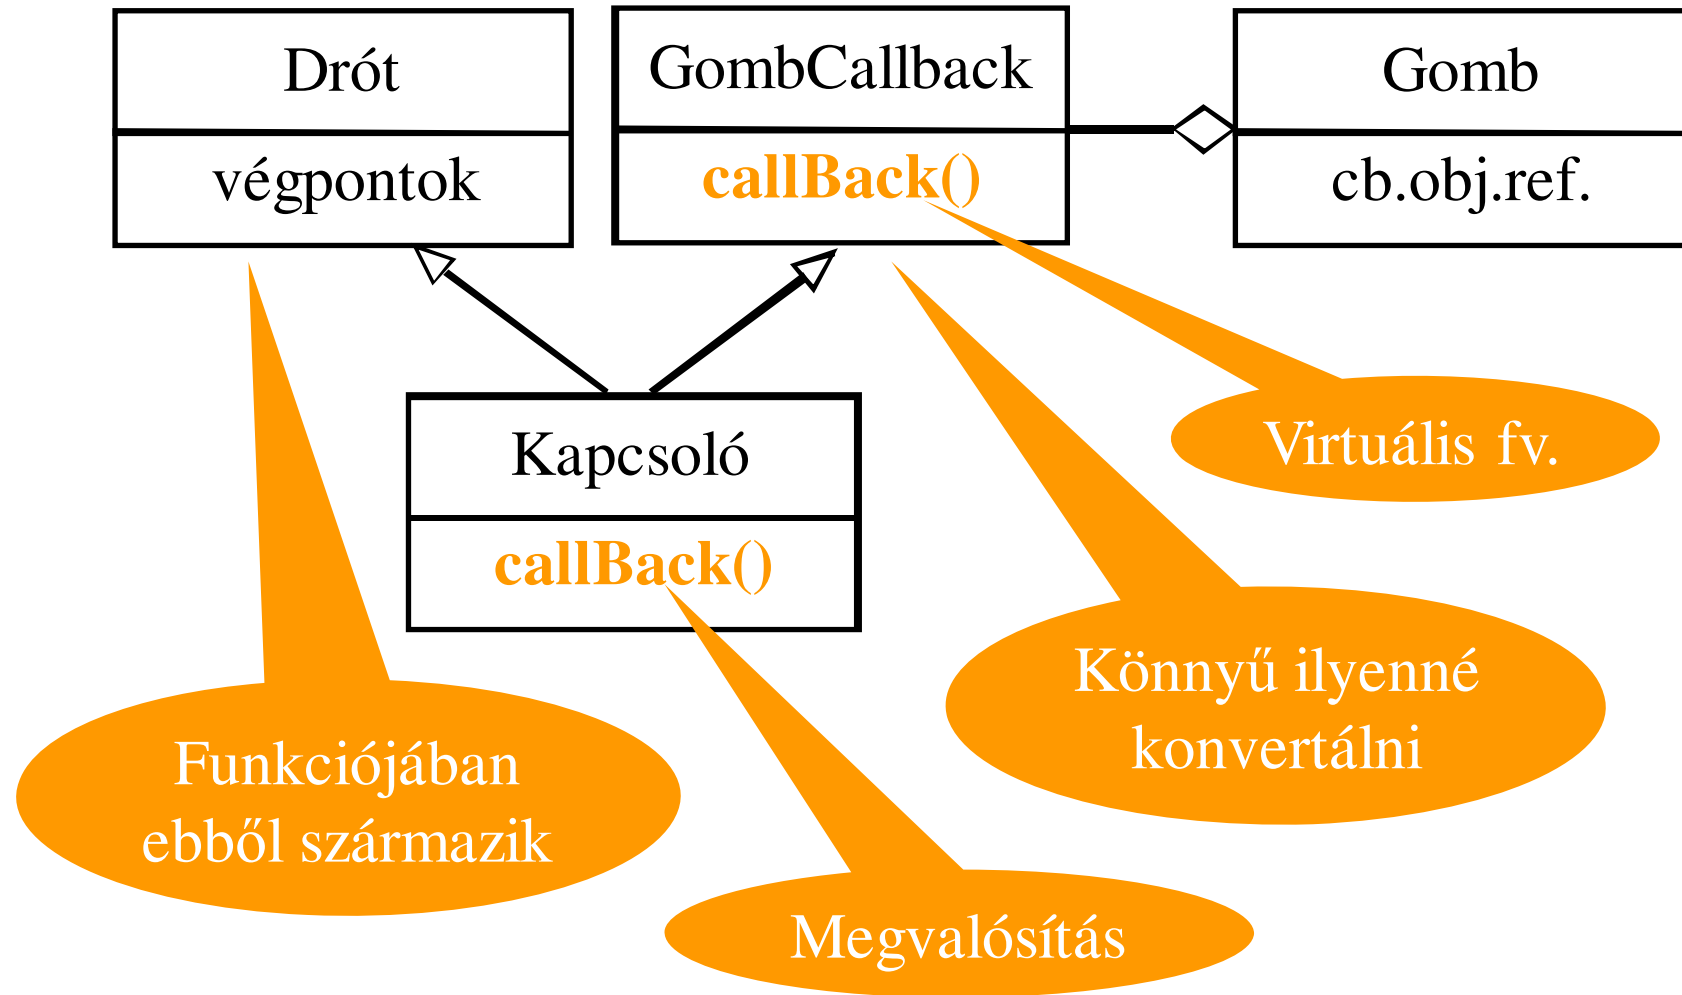 Drót
végpontok
GombCallback
callBack()
Gomb
cb.obj.ref.
Kapcsoló
callBack()
Virtuális fv.
Könnyű ilyenné
konvertálni
Funkciójában
ebből származik
Megvalósítás